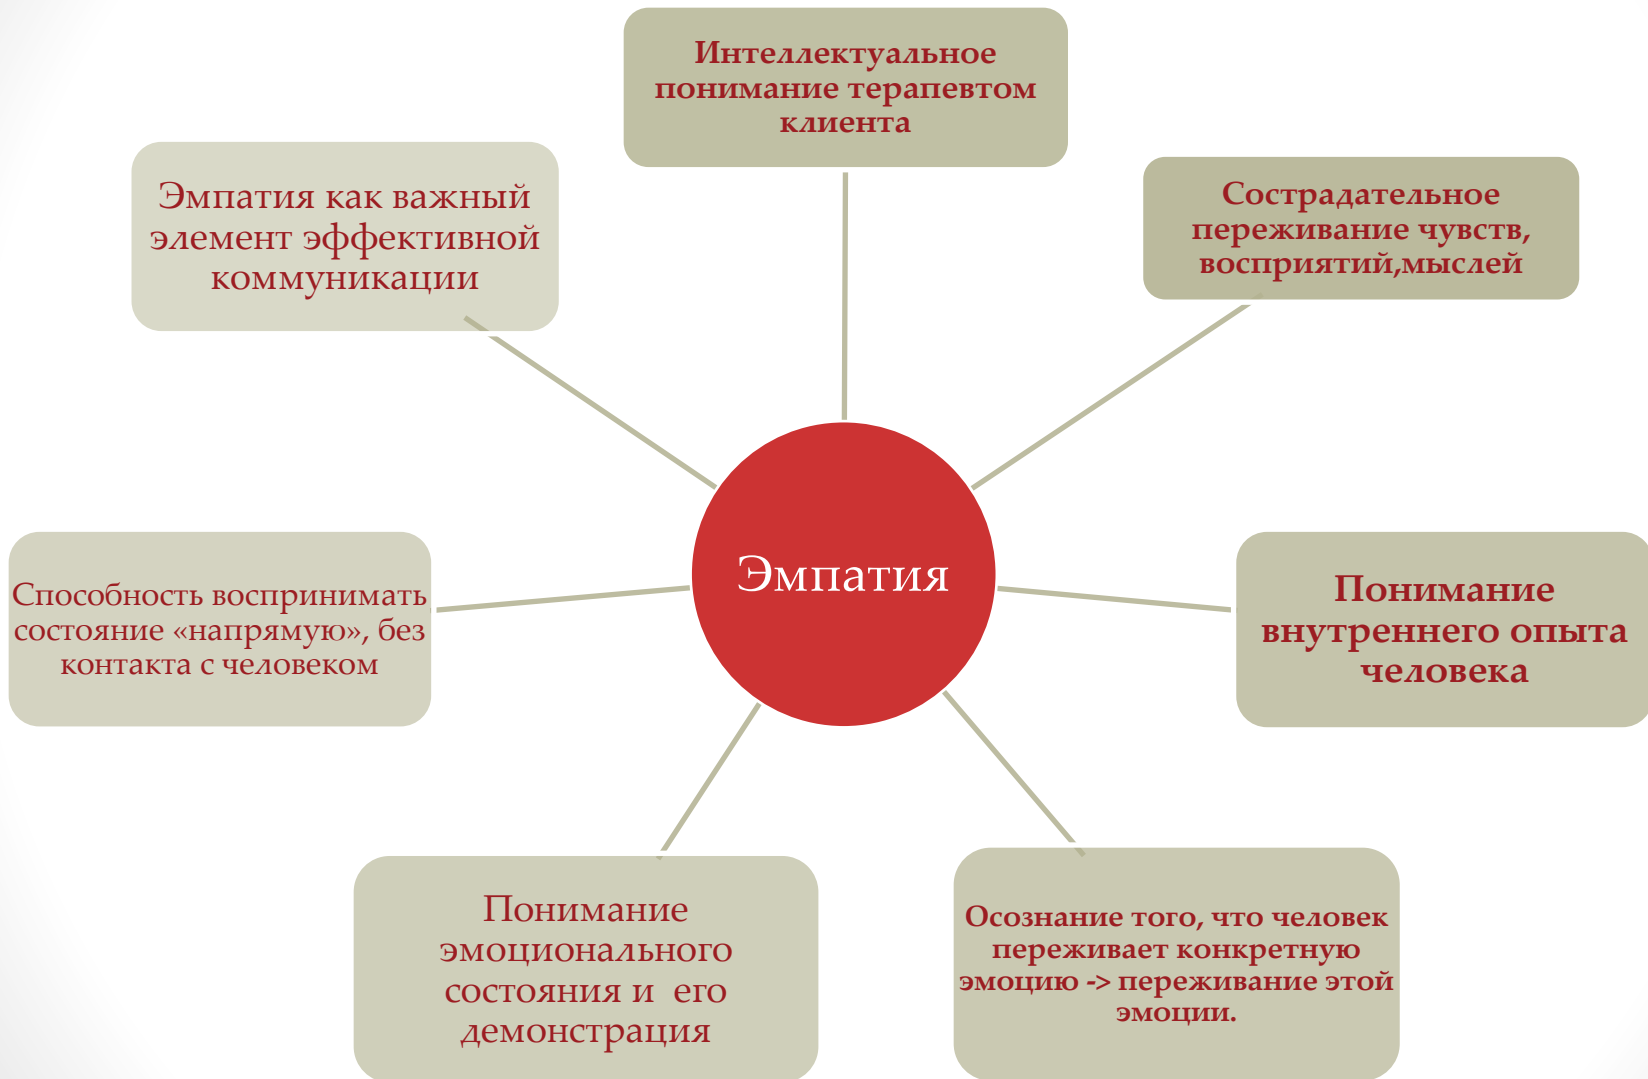 Интеллектуальное
понимание терапевтом
клиента
Эмпатия как важный
элемент эффективной
коммуникации
Сострадательное
переживание чувств,
восприятий,мыслей
Эмпатия
Способность воспринимать
состояние «напрямую», без
контакта с человеком
Понимание
внутреннего опыта
человека
Понимание
эмоционального
состояния и  его
демонстрация
Осознание того, что человек
переживает конкретную
эмоцию -> переживание этой
эмоции.